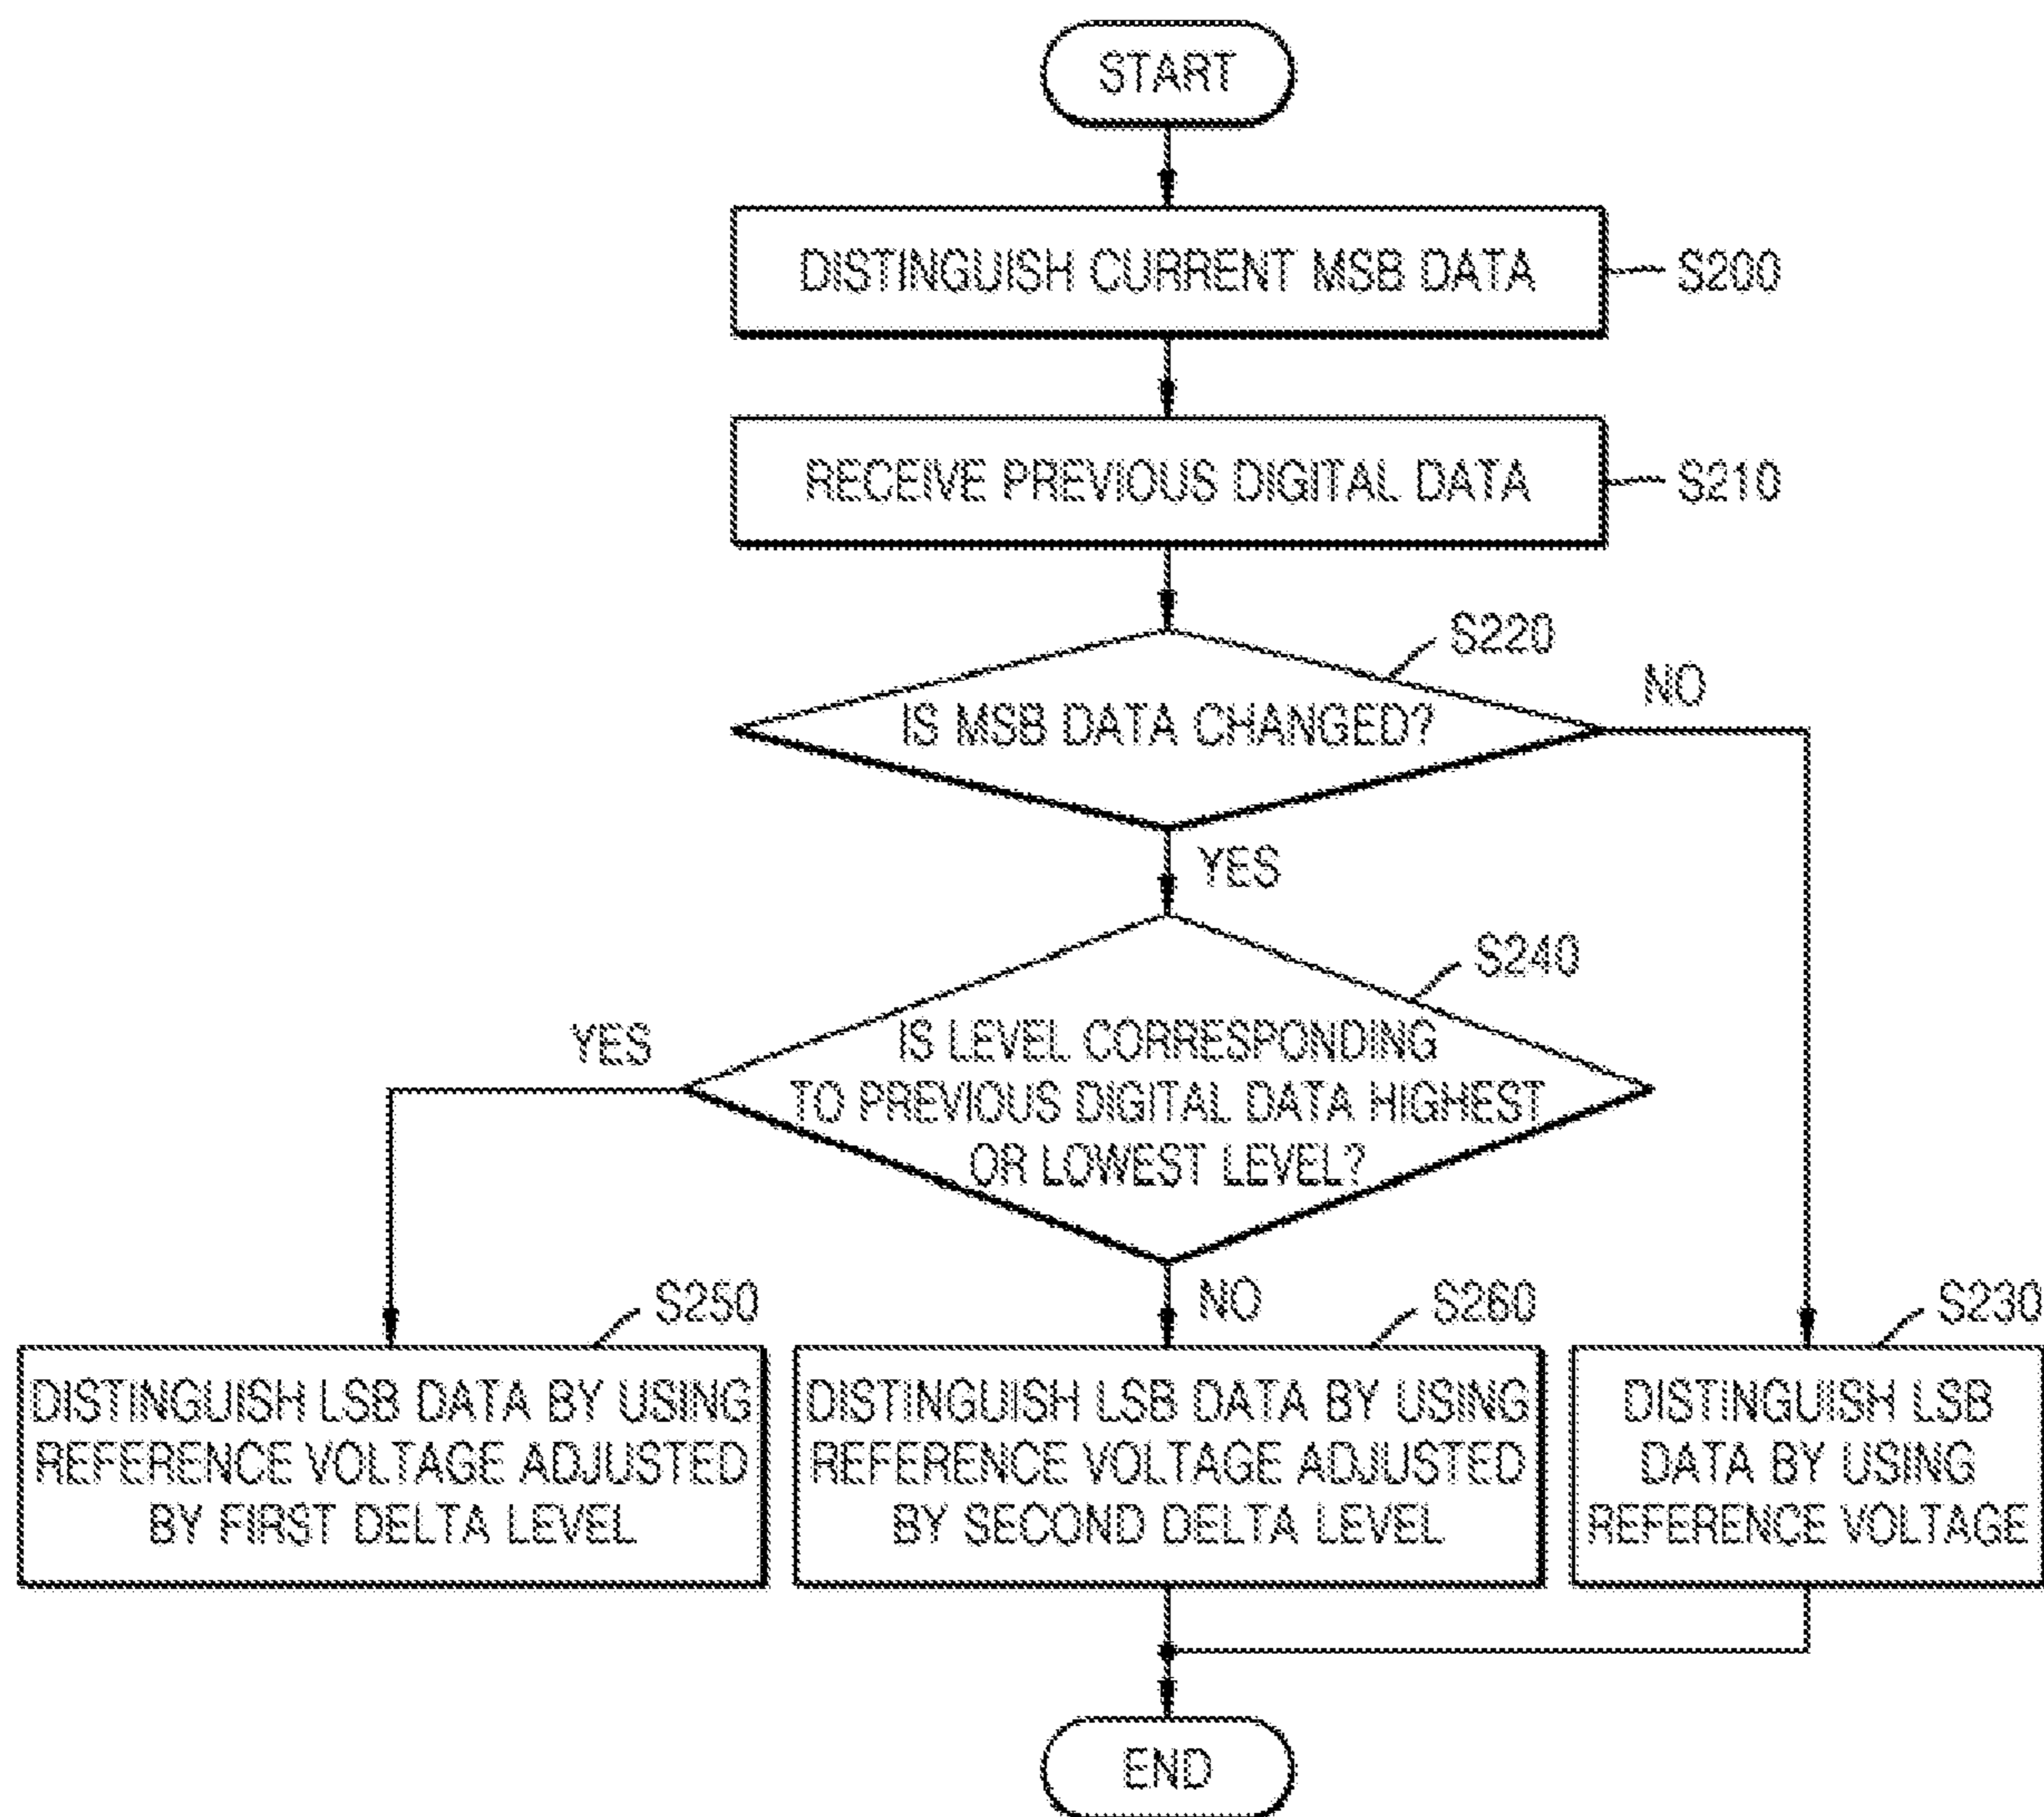 START
DISTINGUISH CURRENT MSB DATA
S200
RECEIVE PREVIOUS DIGITAL DATA
S210
S220
IS MSB DATA CHANGED?
NO
YES
S240
IS LEVEL CORRESPONDING
TO PREVIOUS DIGITAL DATA HIGHEST
OR LOWEST LEVEL?
YES
NO
S250
DISTINGUISH LSB DATA BY USING
REFERENCE VOLTAGE ADJUSTED
BY FIRST DELTA LEVEL
S260
DISTINGUISH LSB DATA BY USING
REFERENCE VOLTAGE ADJUSTED
BY SECOND DELTA LEVEL
S230
DISTINGUISH LSB
DATA BY USING
REFERENCE VOLTAGE
END